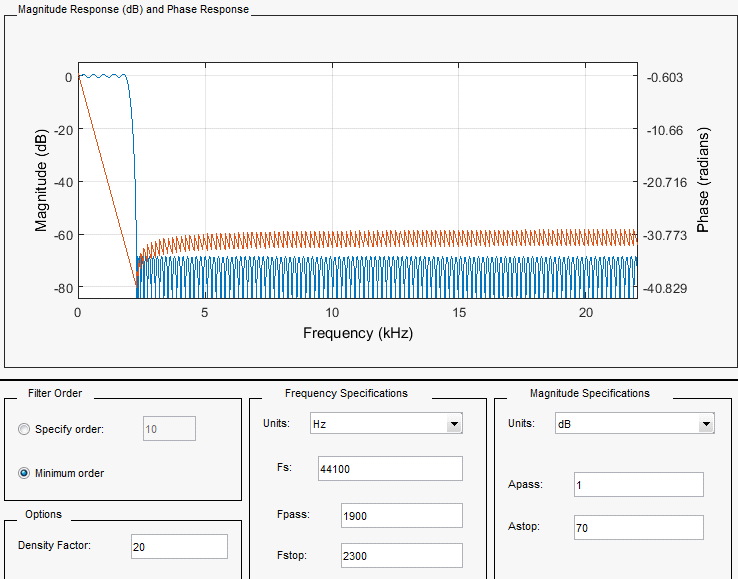 Magnitude Response (dB) and Phase Response
Magnitude (dB)
0
-20
-40
-60
-80
-0.603
-10.66
-20.716
-30.773
-40.829
Phase (radians)
0 5 10 15 20
Frequency (kHz)
Filter Order
Specify order: 10
Minimum order
Options
Density Factor: 20
Frequency Specifications
Units: Hz
Fs: 44100
Fpass: 1900
Fstop: 2300
Magnitude Specifications
Units: dB
Apass: 1
Astop: 70